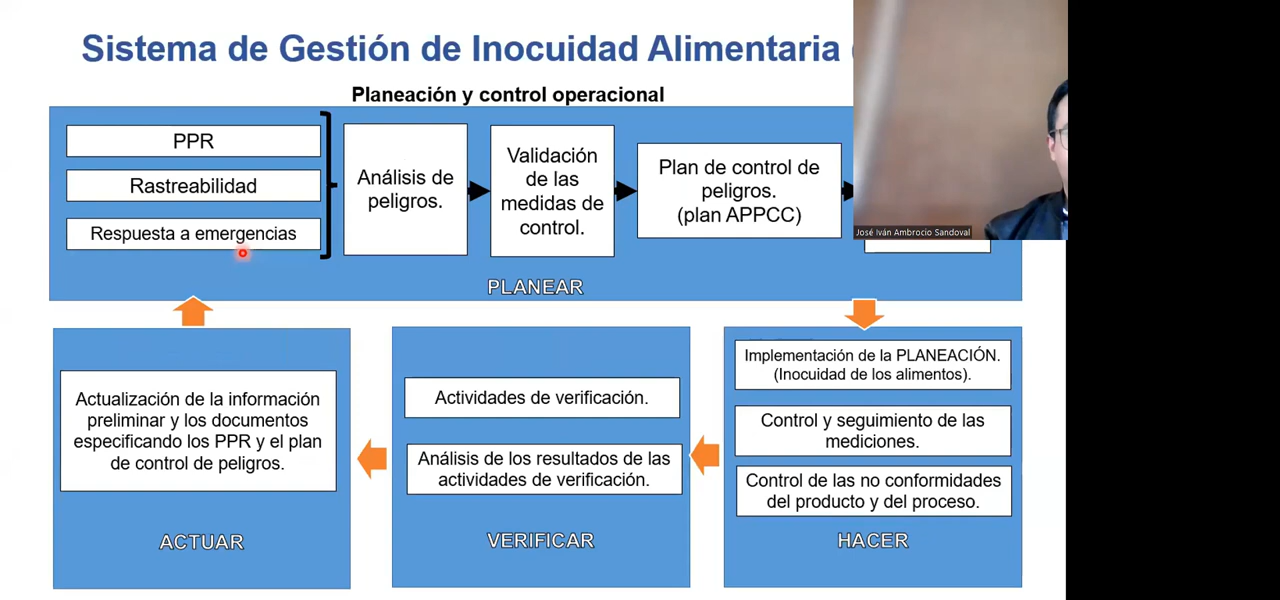 Sistema de Gestión de Inocuidad Alimentaria
Planeación y control operacional
PPR
Rastreabilidad
Respuesta a emergencias
Análisis de
peligros.
Validación
de las
medidas de
control.
Plan de control de
peligros.
(plan APPCC)
José Iván Ambrocio Sandoval
PLANEAR
Actualización de la información
preliminar y los documentos
especificando los PPR y el plan
de control de peligros.
ACTUAR
Actividades de verificación.
Análisis de los resultados de las
actividades de verificación.
VERIFICAR
Implementación de la PLANEACIÓN.
(Inocuidad de los alimentos).
Control y seguimiento de las
mediciones.
Control de las no conformidades
del producto y del proceso.
HACER